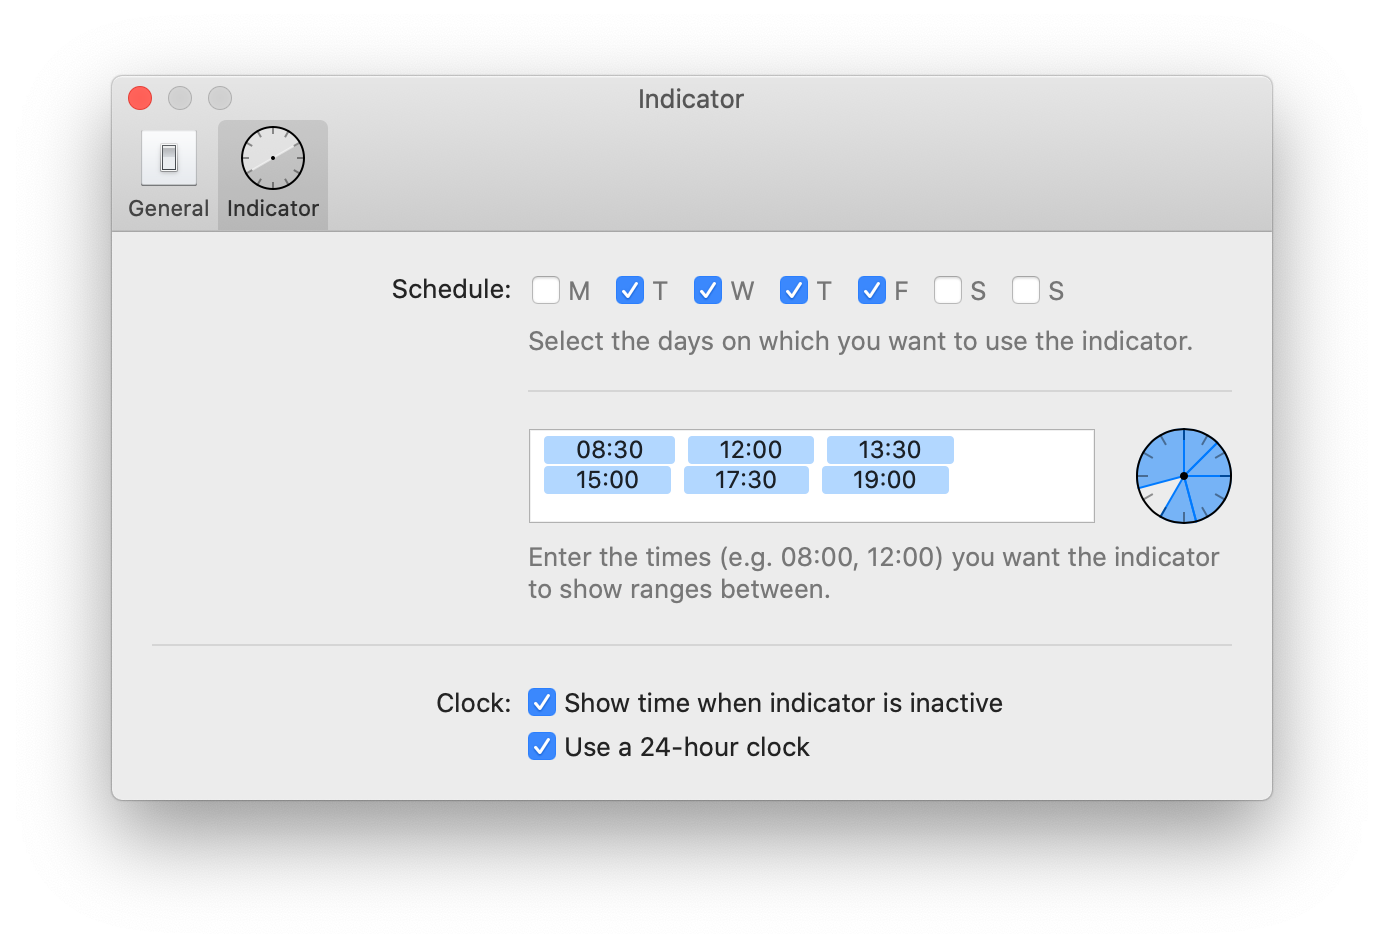 Indicator
General Indicator
Schedule: M T W T F S S
Select the days on which you want to use the indicator.
08:30 12:00 13:30
15:00 17:30 19:00
Enter the times (e.g. 08:00, 12:00) you want the indicator
to show ranges between.
Clock: Show time when indicator is inactive
Use a 24-hour clock